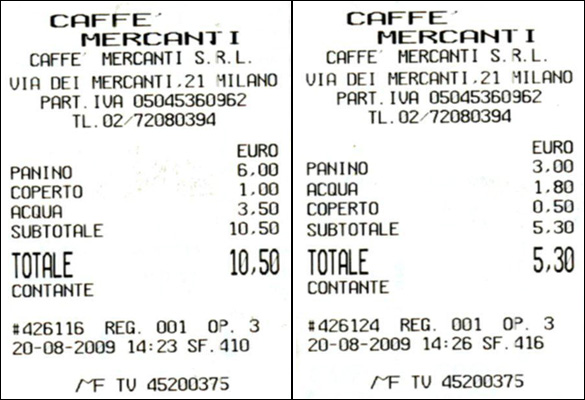 CAFFE´
MERCANTI
CAFFE´ MERCANTI S.R.L.
VIA DEI MERCANTI,21 MILANO
PART.IVA 05045360962
TL.02/72080394
EURO
PANINO 6,00
COPERTO 1,00
ACQUA 3,50
SUBTOTALE 10,50
TOTALE 10,50
CONTANTE
#426116 REG. 001 OP. 3
20-08-2009 14:23 SF.410
MF TV 45200375
CAFFE´
MERCANTI
CAFFE´ MERCANTI S.R.L.
VIA DEI MERCANTI,21 MILANO
PART.IVA 05045360962
TL.02/72080394
EURO
PANINO 3,00
ACQUA 1,80
COPERTO 0,50
SUBTOTALE 5,30
TOTALE 5,30
CONTANTE
#426124 REG. 001 OP. 3
20-08-2009 14:26 SF.416
MF TV 45200375